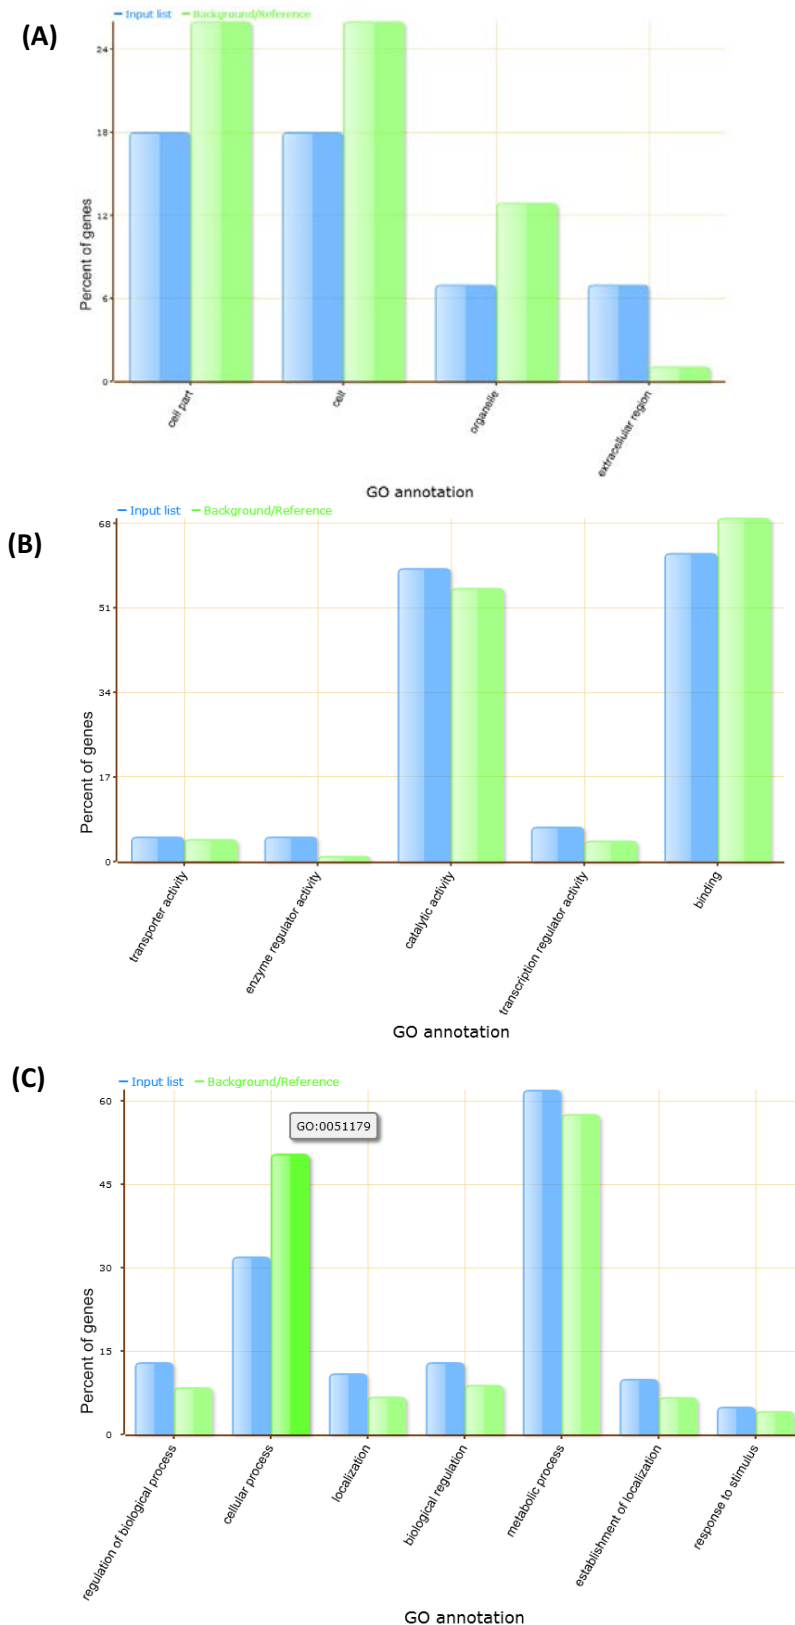 (A)
Input list Background/Reference
24
18
12
6
0
Percent of genes
cell part
cell
organelle
extracellular region
GO annotation
(B)
Input list Background/Reference
68
51
34
17
0
Percent of genes
transporter activity
enzyme regulator activity
catalytic activity
transcription regulator activity
binding
GO annotation
(C)
Input list Background/Reference
GO:0051179
60
45
30
15
0
Percent of genes
regulation of biological process
cellular process
localization
biological regulation
metabolic process
establishment of localization
response to stimulus
GO annotation